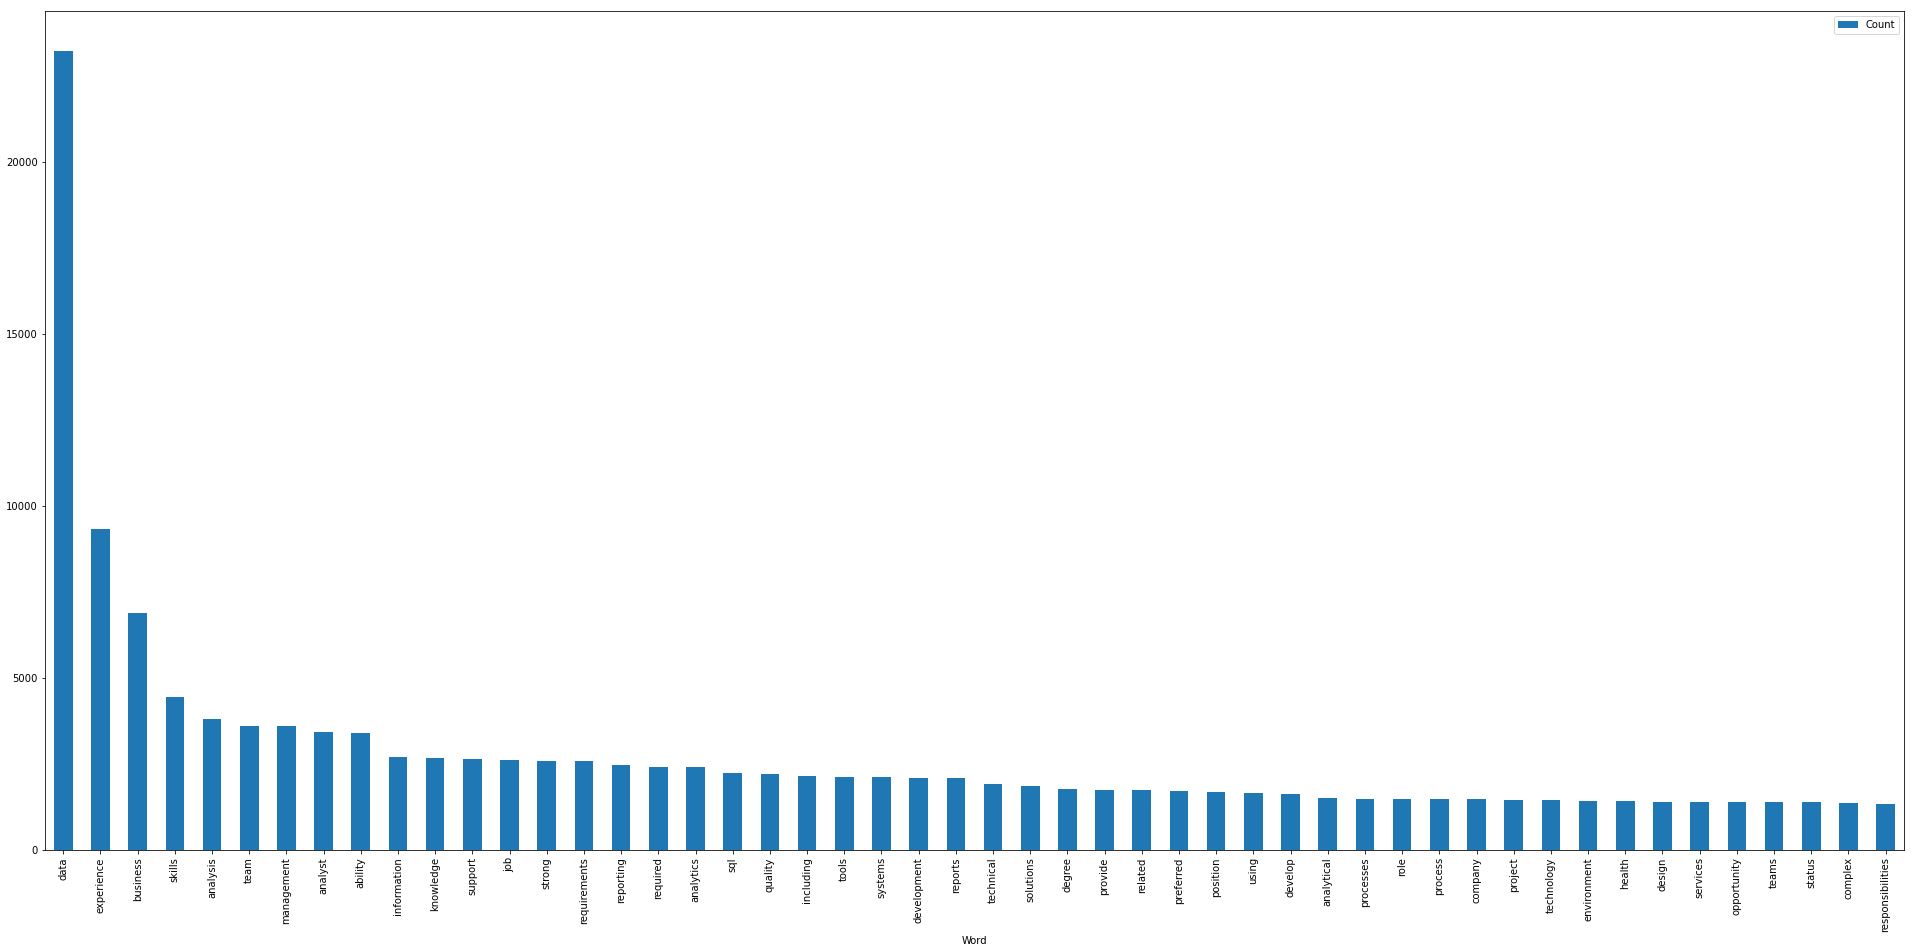 Count
20000
15000
10000
5000
0
data
experience
business
skills
analysis
team
management
analyst
ability
information
knowledge
support
job
strong
requirements
reporting
required
analytics
sql
quality
including
tools
systems
development
reports
technical
solutions
degree
provide
related
preferred
position
using
develop
analytical
processes
role
process
company
project
technology
environment
health
design
services
opportunity
teams
status
complex
responsibilities
Word